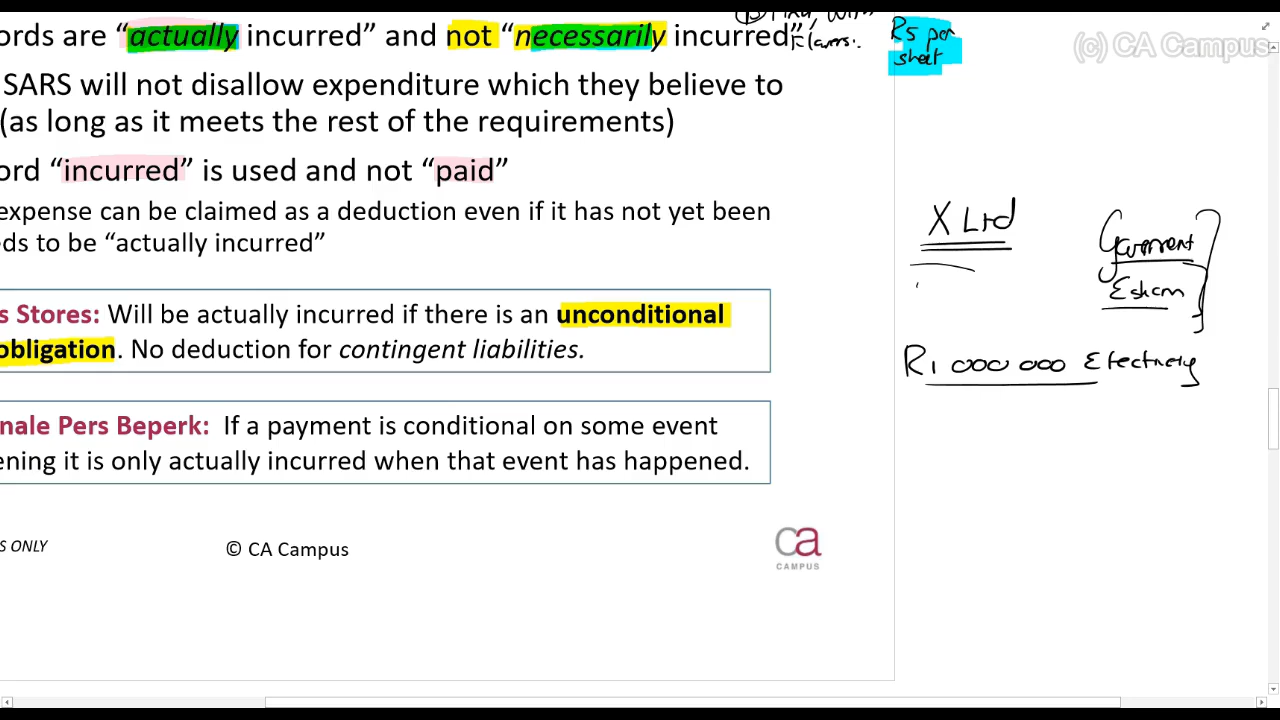 ords are “actually incurred” and not “necessarily incurred”
R5 per
sheet
(c) CA Campus
SARS will not disallow expenditure which they believe to
(as long as it meets the rest of the requirements)
ord “incurred” is used and not “paid”
expense can be claimed as a deduction even if it has not yet been
eds to be “actually incurred”
X Ltd
Government
Eskom
s Stores: Will be actually incurred if there is an unconditional
obligation. No deduction for contingent liabilities.
R1 000 000 Electricity
nale Pers Beperk: If a payment is conditional on some event
ening it is only actually incurred when that event has happened.
S ONLY
© CA Campus
ca
CAMPUS